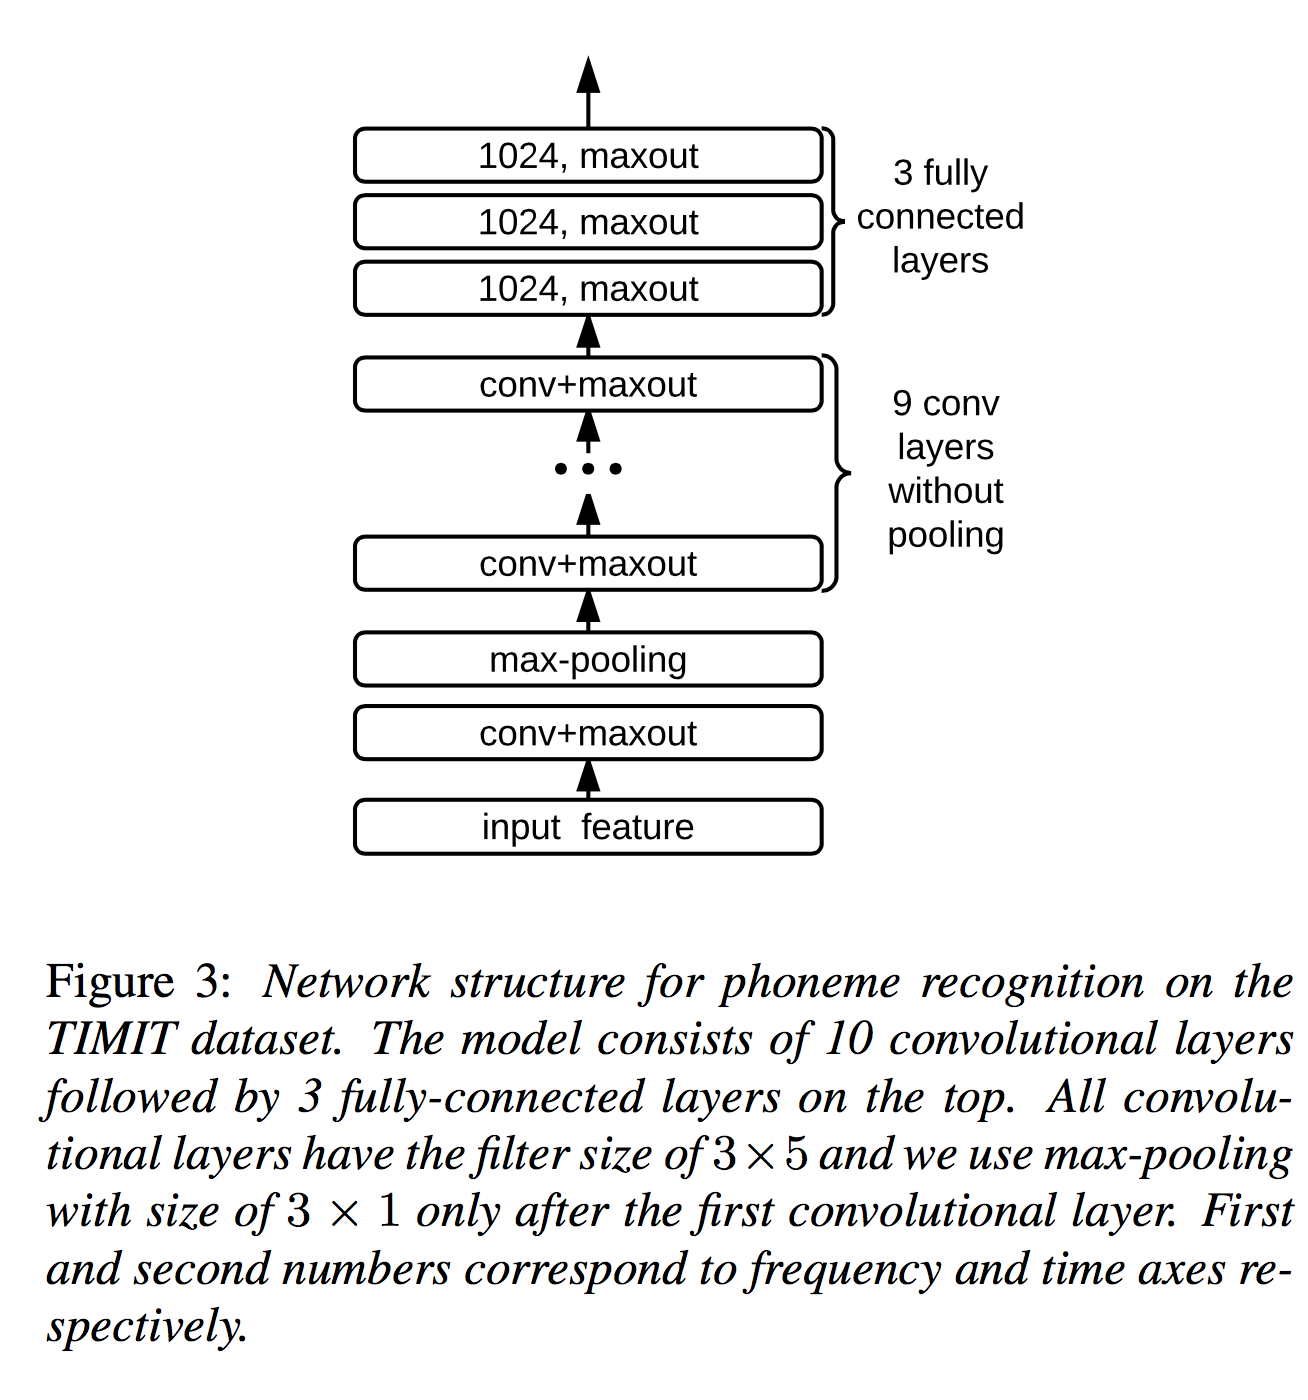 1024, maxout
1024, maxout
1024, maxout
3 fully
connected
layers
conv+maxout
• • •
conv+maxout
9 conv
layers
without
pooling
max-pooling
conv+maxout
input feature
Figure 3: Network structure for phoneme recognition on the
TIMIT dataset. The model consists of 10 convolutional layers
followed by 3 fully-connected layers on the top. All convolu-
tional layers have the filter size of 3 × 5 and we use max-pooling
with size of 3 × 1 only after the first convolutional layer. First
and second numbers correspond to frequency and time axes re-
spectively.